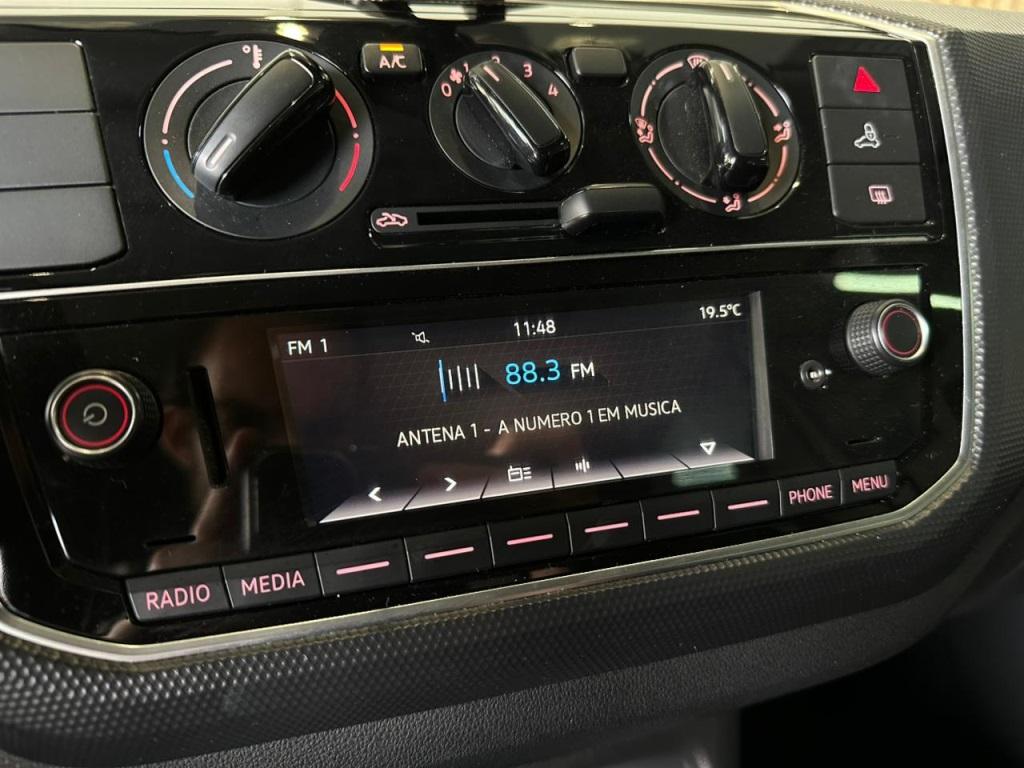 A/C
0 1 2 3 4
FM 1
11:48
19.5°C
88.3 FM
ANTENA 1 - A NUMERO 1 EM MUSICA
RADIO
MEDIA
PHONE
MENU